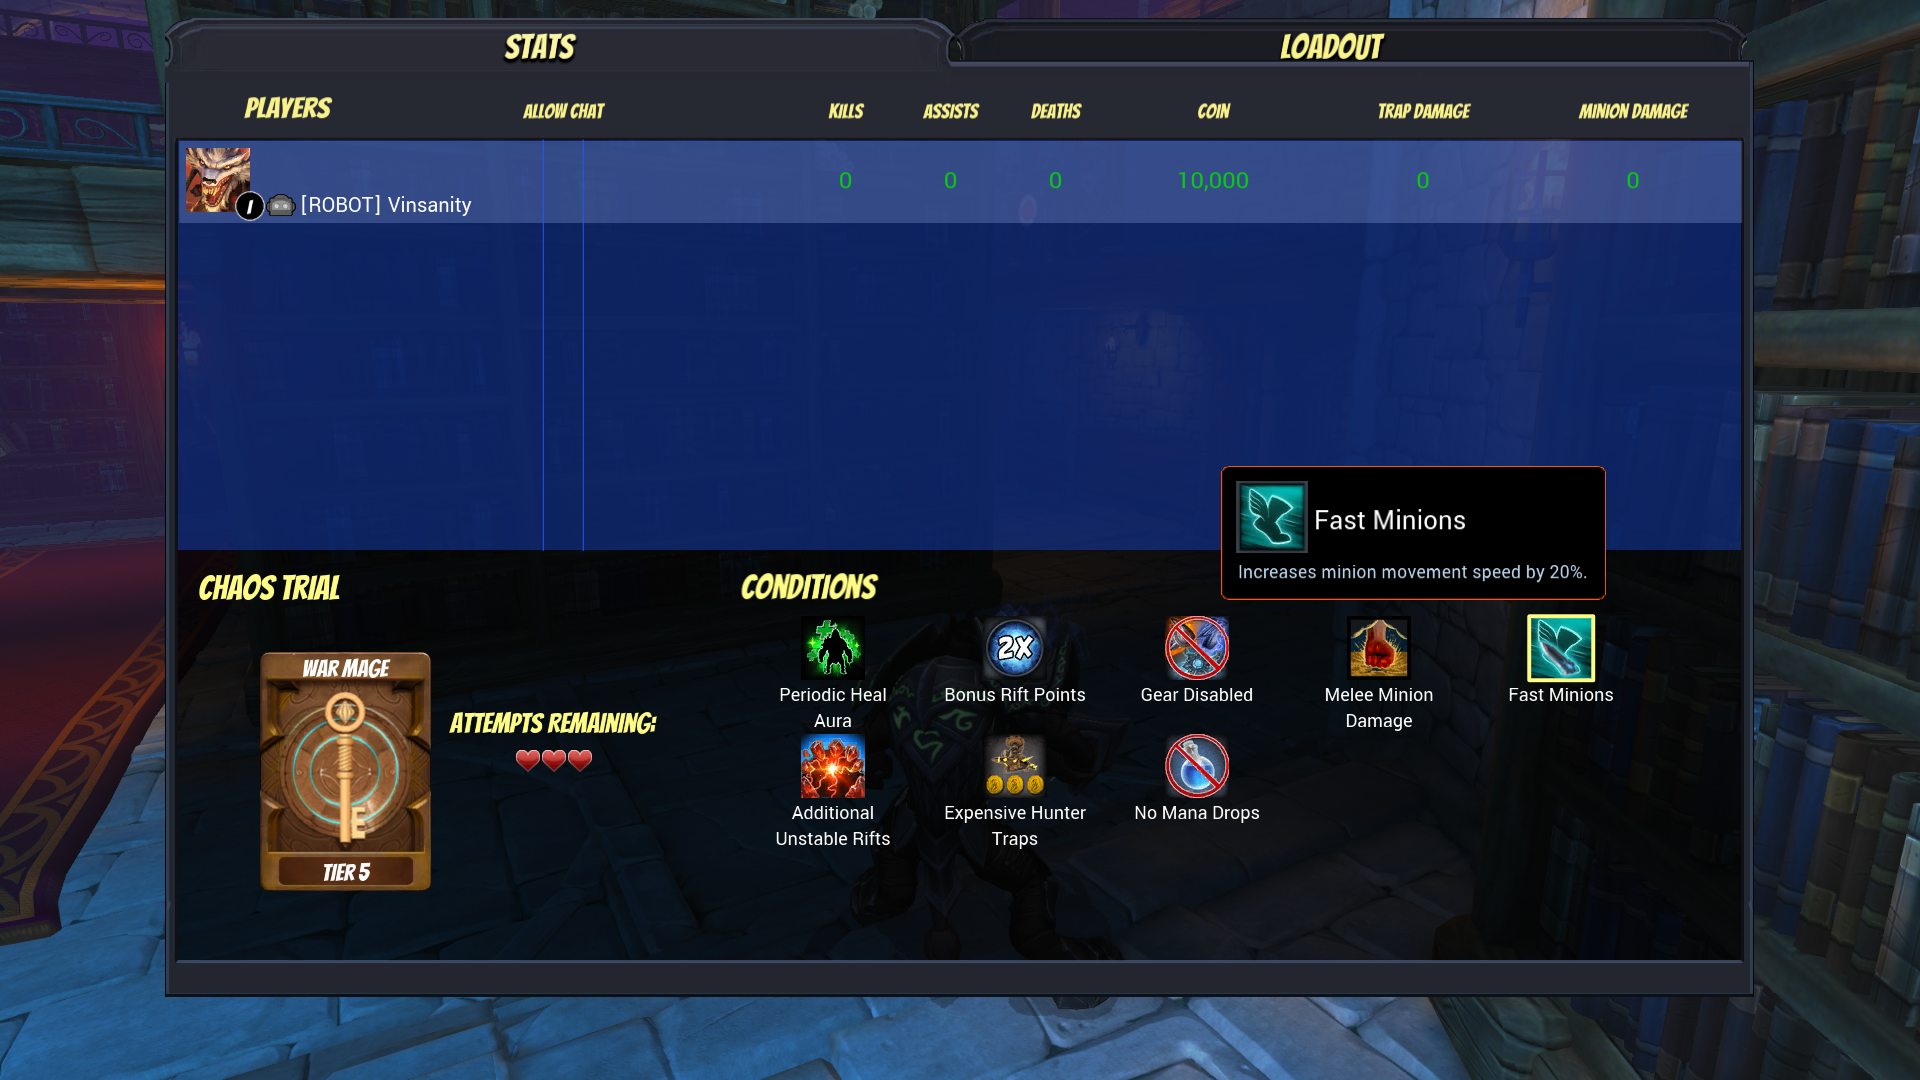 STATS
LOADOUT
PLAYERS
ALLOW CHAT
KILLS
ASSISTS
DEATHS
COIN
TRAP DAMAGE
MINION DAMAGE
I
[ROBOT] Vinsanity
0
0
0
10,000
0
0
Fast Minions
Increases minion movement speed by 20%.
CHAOS TRIAL
WAR MAGE
TIER 5
ATTEMPTS REMAINING:
CONDITIONS
Periodic Heal
Aura
2X
Bonus Rift Points
Gear Disabled
Melee Minion
Damage
Fast Minions
Additional
Unstable Rifts
Expensive Hunter
Traps
No Mana Drops